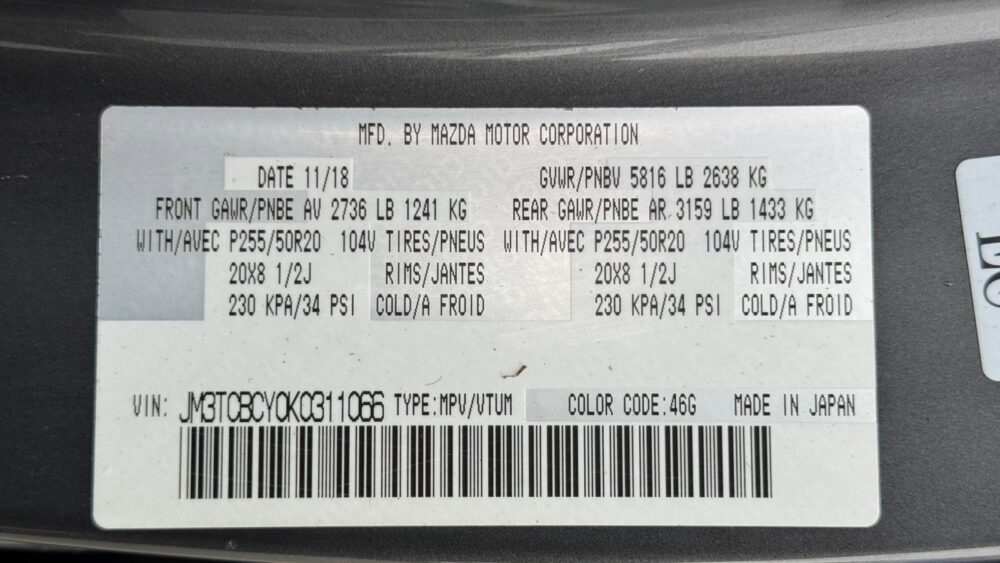 MFD. BY MAZDA MOTOR CORPORATION
DATE 11/18 GVWR/PNBV 5816 LB 2638 KG
FRONT GAWR/PNBE AV 2736 LB 1241 KG REAR GAWR/PNBE AR 3159 LB 1433 KG
WITH/AVEC P255/50R20 104V TIRES/PNEUS WITH/AVEC P255/50R20 104V TIRES/PNEUS
20X8 1/2J RIMS/JANTES 20X8 1/2J RIMS/JANTES
230 KPA/34 PSI COLD/A FROID 230 KPA/34 PSI COLD/A FROID
VIN: JM3TCBCY0K0311066 TYPE:MPV/VTUM COLOR CODE:46G MADE IN JAPAN